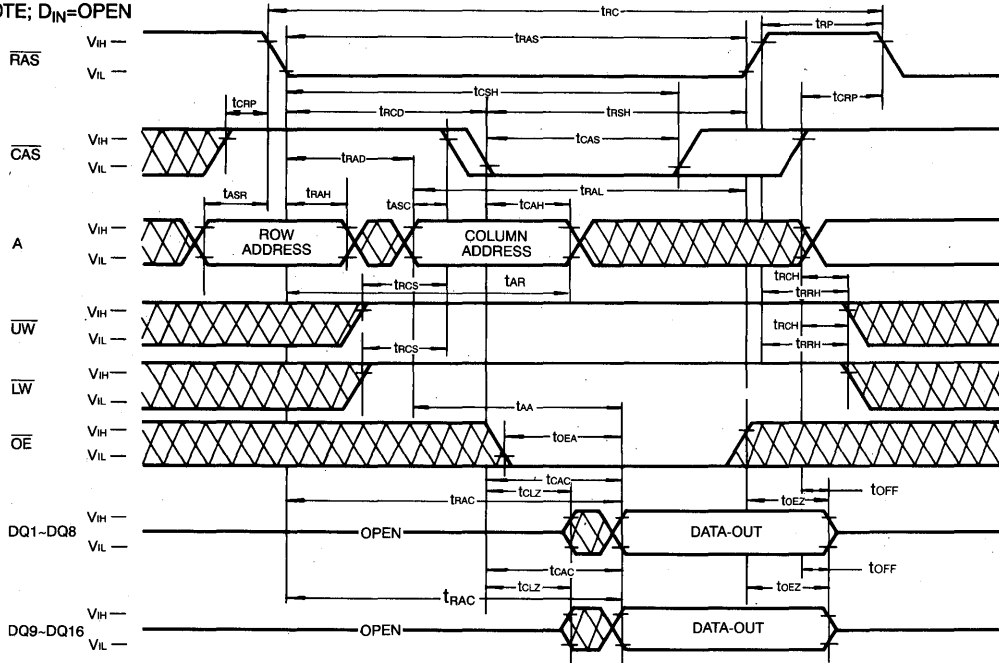 OTE; DIN=OPEN
tRC
tRP
RAS
VIH
VIL
tRAS
tCSH
tCRP
tRCD
tRSH
tCRP
CAS
VIH
VIL
tCAS
tRAD
tRAL
tASR
tRAH
tASC
tCAH
A
VIH
VIL
ROW
ADDRESS
COLUMN
ADDRESS
tRCS
tAR
tRCH
tRRH
UW
VIH
VIL
tRCH
tRRH
tRCS
LW
VIH
VIL
tAA
OE
VIH
VIL
tOEA
tCAC
tCLZ
tRAC
tOEZ
tOFF
DQ1~DQ8
VIH
VIL
OPEN
DATA-OUT
tCAC
tCLZ
tRAC
tOEZ
tOFF
DQ9~DQ16
VIH
VIL
OPEN
DATA-OUT